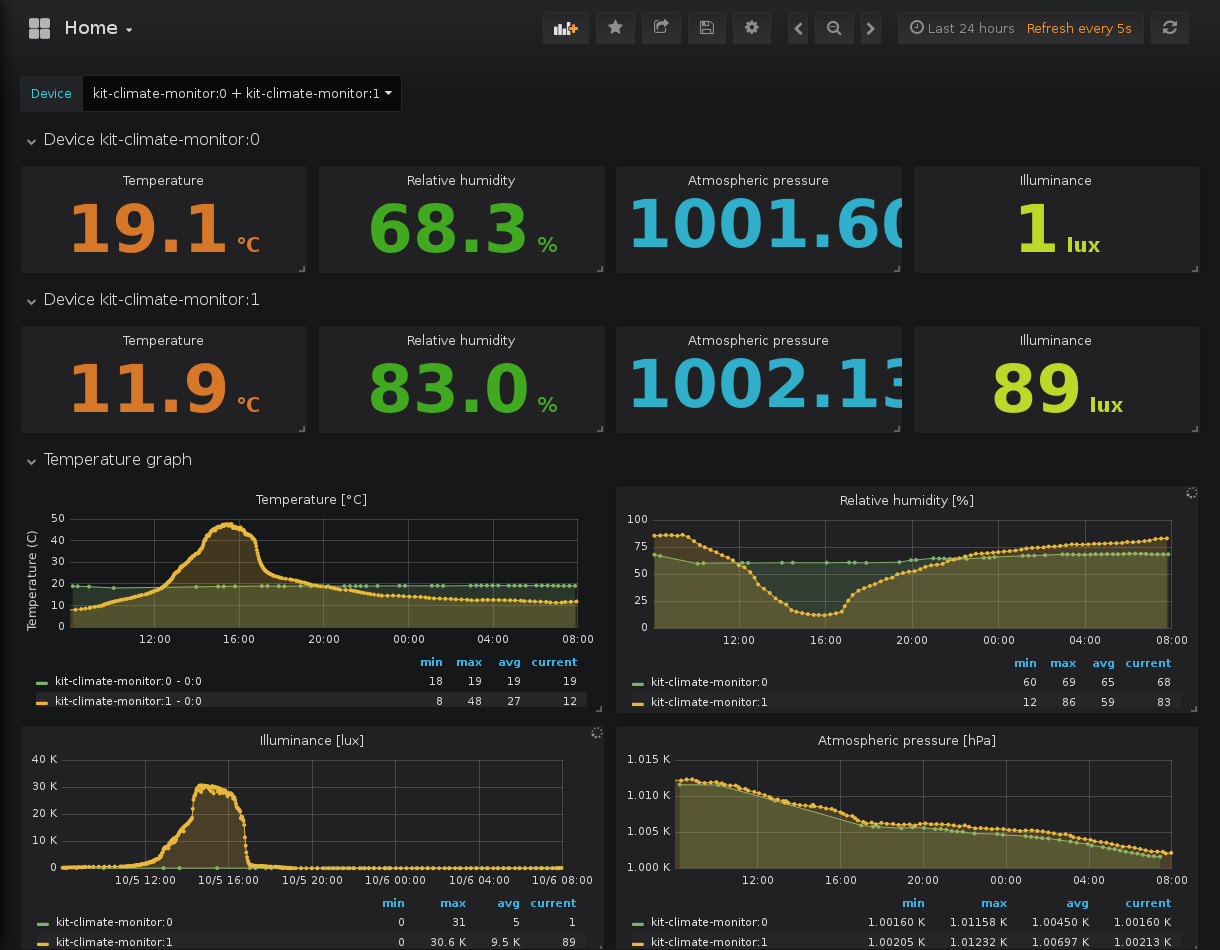 Home
Last 24 hours Refresh every 5s
Device kit-climate-monitor:0 + kit-climate-monitor:1
Device kit-climate-monitor:0
Temperature Relative humidity Atmospheric pressure Illuminance
19.1 °C 68.3 % 1001.60 1 lux
Device kit-climate-monitor:1
Temperature Relative humidity Atmospheric pressure Illuminance
11.9 °C 83.0 % 1002.13 89 lux
Temperature graph
Temperature [°C]
Temperature (C)
50
40
30
20
10
0
12:00 16:00 20:00 00:00 04:00 08:00
min max avg current
kit-climate-monitor:0 - 0:0 18 19 19 19
kit-climate-monitor:1 - 0:0 8 48 27 12
Relative humidity [%]
100
75
50
25
0
12:00 16:00 20:00 00:00 04:00 08:00
min max avg current
kit-climate-monitor:0 60 69 65 68
kit-climate-monitor:1 12 86 59 83
Illuminance [lux]
40 K
30 K
20 K
10 K
0
10/5 12:00 10/5 16:00 10/5 20:00 10/6 00:00 10/6 04:00 10/6 08:00
min max avg current
kit-climate-monitor:0 0 31 5 1
kit-climate-monitor:1 0 30.6 K 9.5 K 89
Atmospheric pressure [hPa]
1.015 K
1.010 K
1.005 K
1.000 K
12:00 16:00 20:00 00:00 04:00 08:00
min max avg current
kit-climate-monitor:0 1.00160 K 1.01158 K 1.00450 K 1.00160 K
kit-climate-monitor:1 1.00205 K 1.01232 K 1.00697 K 1.00213 K